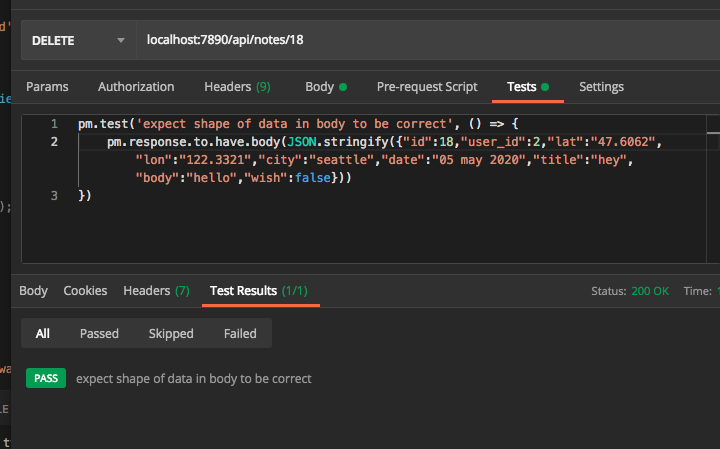 d'
DELETE localhost:7890/api/notes/18
Params Authorization Headers (9) Body Pre-request Script Tests Settings
ie
1 pm.test('expect shape of data in body to be correct', () => {
2 pm.response.to.have.body(JSON.stringify({"id":18,"user_id":2,"lat":"47.6062",
"lon":"122.3321","city":"seattle","date":"05 may 2020","title":"hey",
"body":"hello","wish":false}))
3 })
);
Body Cookies Headers (7) Test Results (1/1) Status: 200 OK Time:
All Passed Skipped Failed
wa
PASS expect shape of data in body to be correct
LE
t